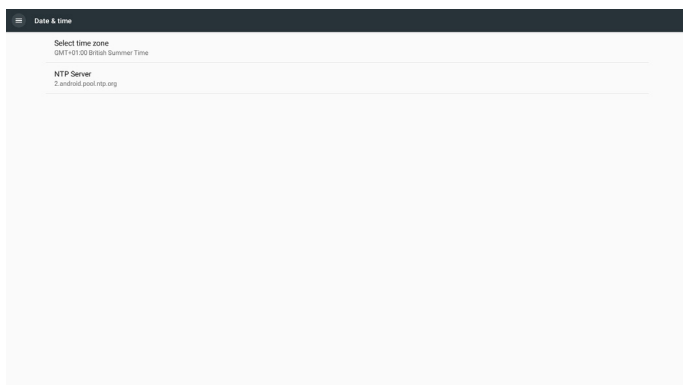 Date & time
Select time zone
GMT+01:00 British Summer Time
NTP Server
2.android.pool.ntp.org